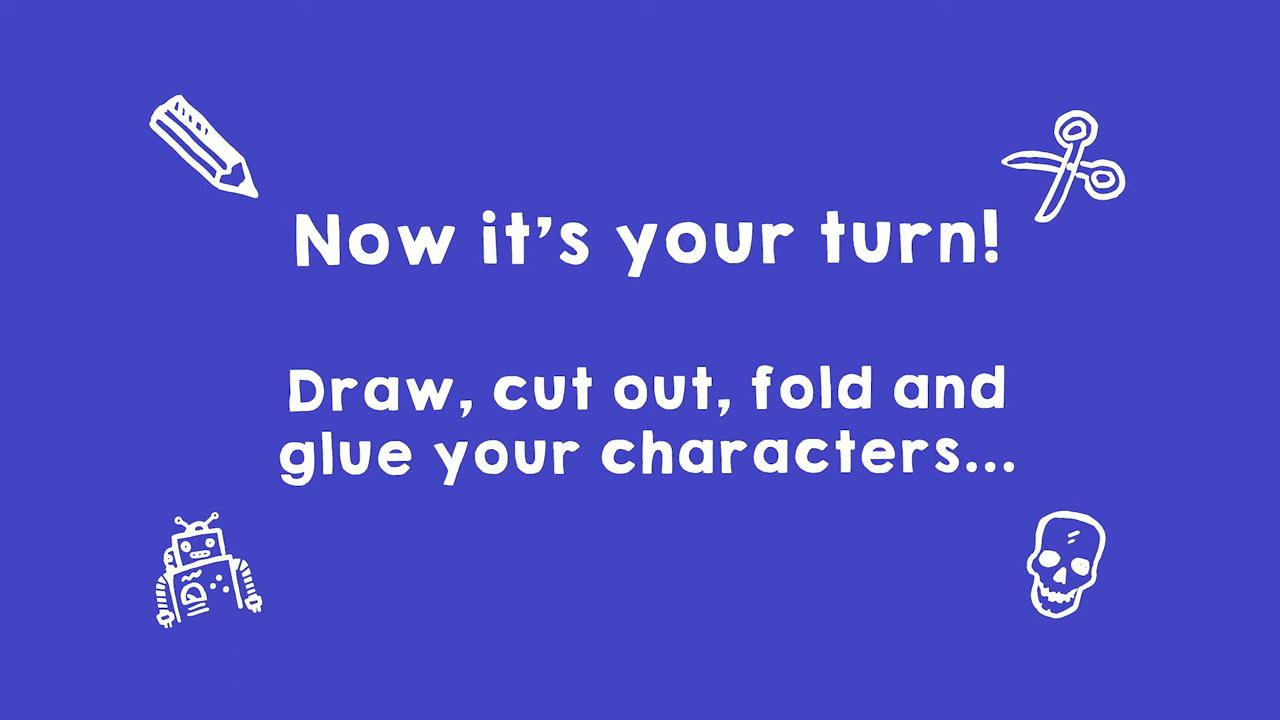 Now it's your turn!
Draw, cut out, fold and
glue your characters...